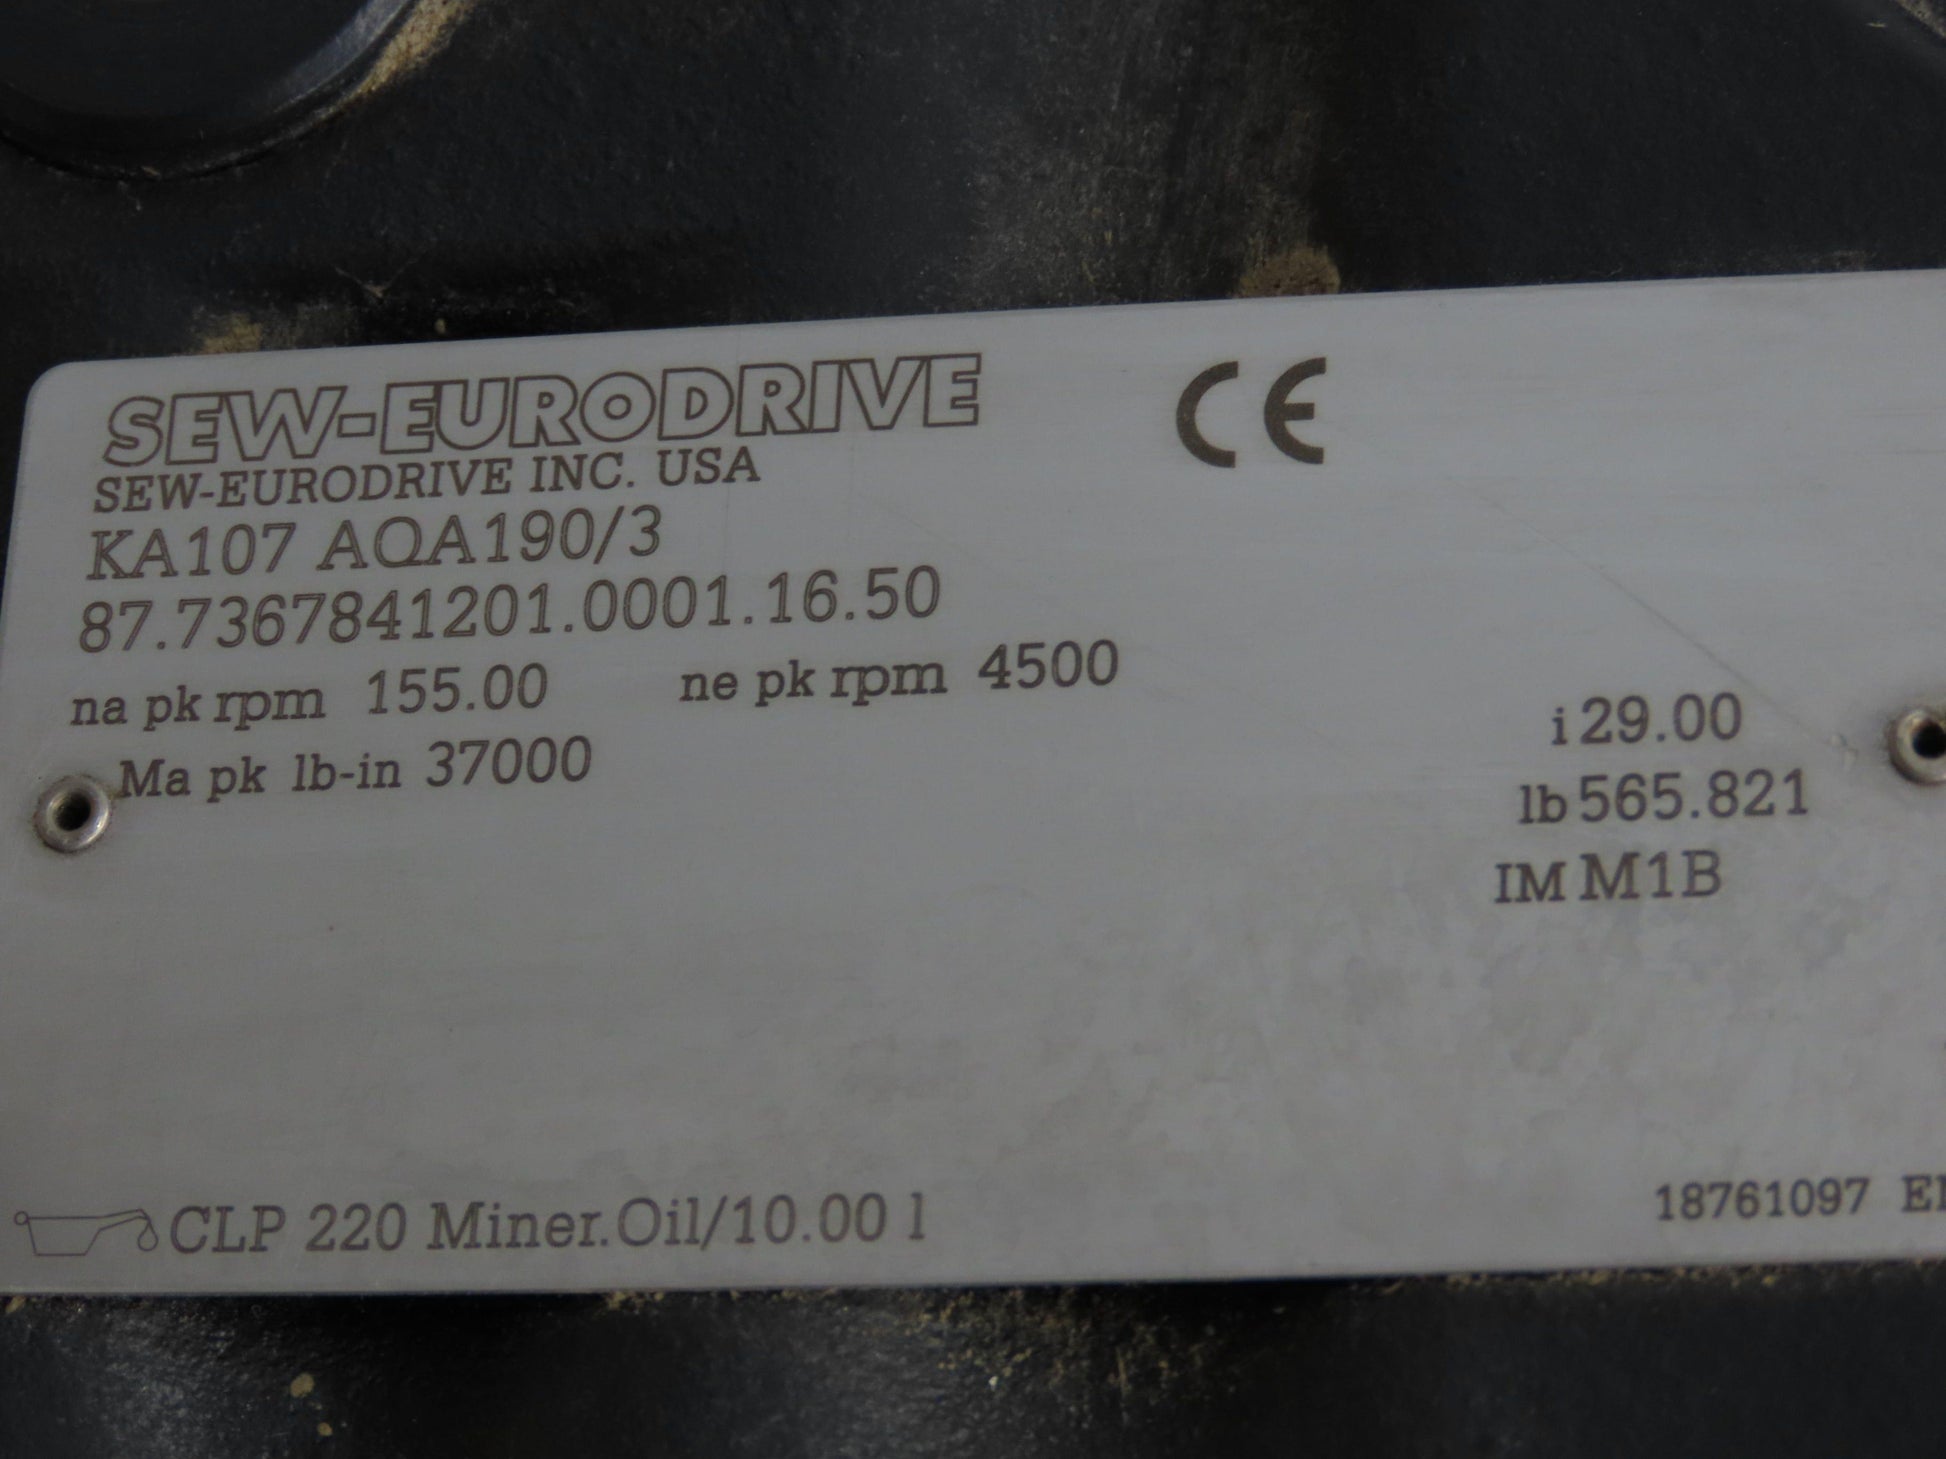 SEW-EURODRIVE
CE
SEW-EURODRIVE INC. USA
KA107 AQA190/3
87.7367841201.0001.16.50
na pk rpm 155.00 ne pk rpm 4500
i 29.00
Ma pk lb-in 37000
lb 565.821
IM M1B
CLP 220 Miner.Oil/10.00 l
18761097